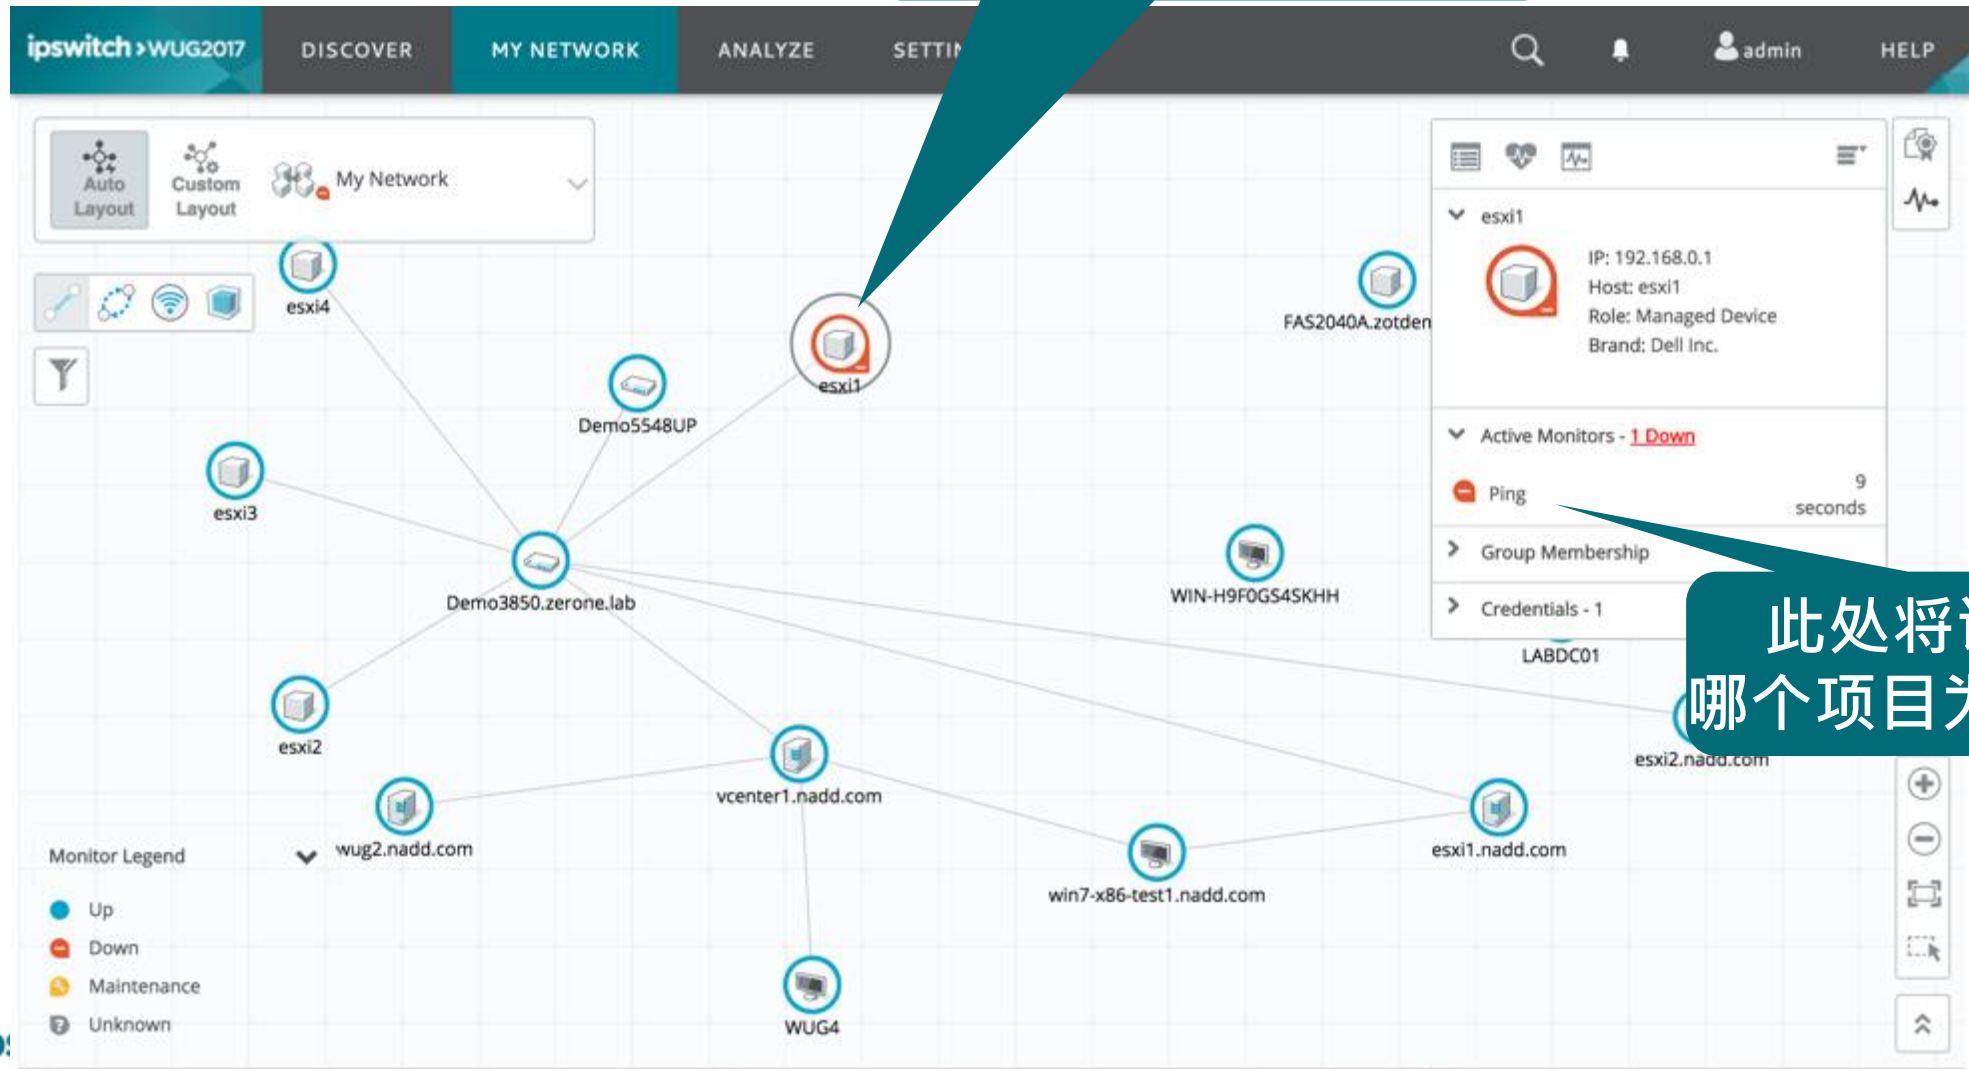 ipswitch > WUG2017
DISCOVER
MY NETWORK
ANALYZE
SETTIN
admin
HELP
Auto
Layout
Custom
Layout
My Network
esxi4
Demo5548UP
esxi1
FAS2040A.zotden
esxi3
Demo3850.zerone.lab
WIN-H9F0GS4SKHH
esxi2
vcenter1.nadd.com
wug2.nadd.com
win7-x86-test1.nadd.com
esxi1.nadd.com
WUG4
LABDC01
esxi2.nadd.com
esxi1
IP: 192.168.0.1
Host: esxi1
Role: Managed Device
Brand: Dell Inc.
Active Monitors - 1 Down
Ping
9
seconds
Group Membership
Credentials - 1
此处将
哪个项目
Monitor Legend
Up
Down
Maintenance
Unknown